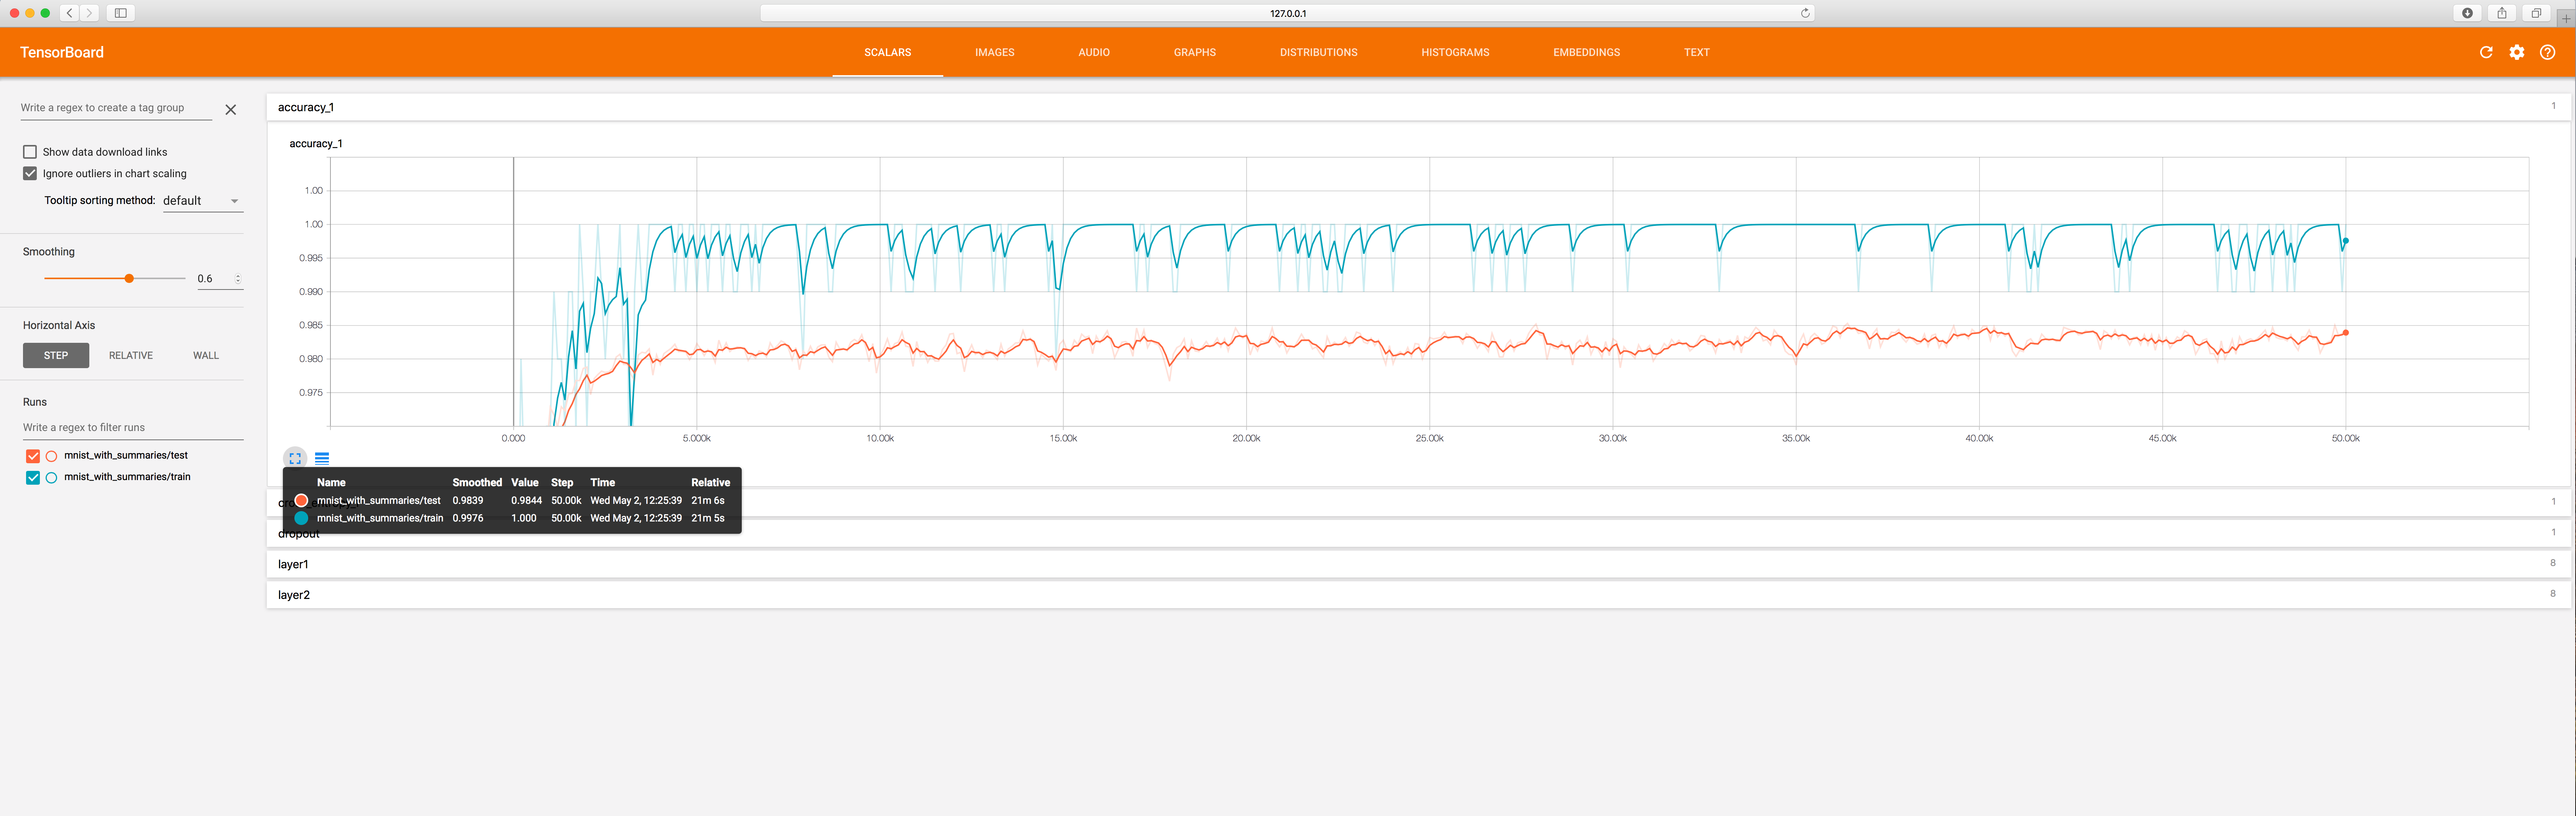 127.0.0.1
TensorBoard
SCALARS IMAGES AUDIO GRAPHS DISTRIBUTIONS HISTOGRAMS EMBEDDINGS TEXT
Write a regex to create a tag group
Show data download links
Ignore outliers in chart scaling
Tooltip sorting method: default
Smoothing
0.6
Horizontal Axis
STEP RELATIVE WALL
Runs
Write a regex to filter runs
mnist_with_summaries/test
mnist_with_summaries/train
accuracy_1 1
accuracy_1
1.00
1.00
0.995
0.990
0.985
0.980
0.975
0.000 5.000k 10.00k 15.00k 20.00k 25.00k 30.00k 35.00k 40.00k 45.00k 50.00k
Name Smoothed Value Step Time Relative
mnist_with_summaries/test 0.9839 0.9844 50.00k Wed May 2, 12:25:39 21m 6s
mnist_with_summaries/train 0.9976 1.000 50.00k Wed May 2, 12:25:39 21m 5s
1
dropout 1
layer1 8
layer2 8